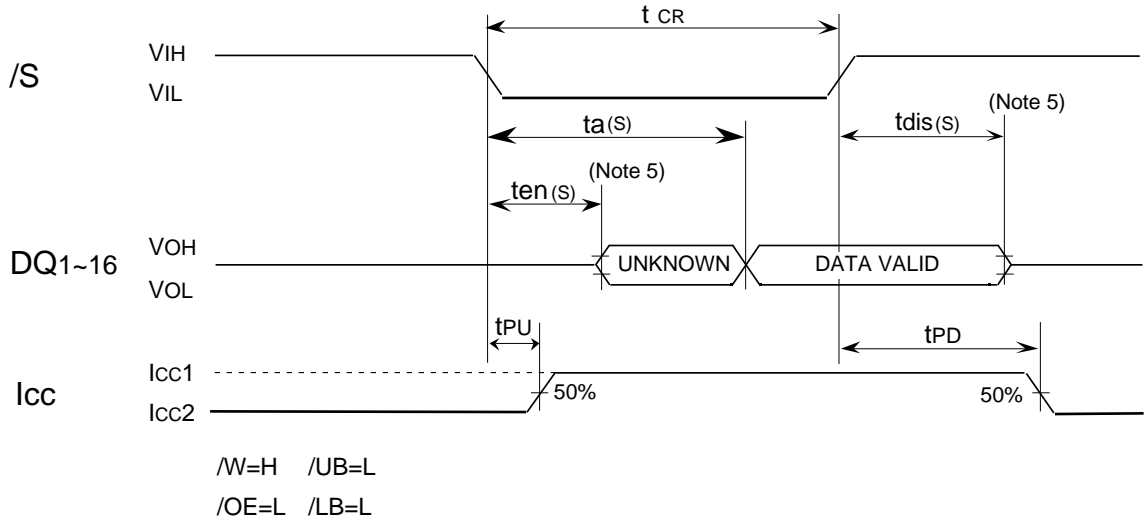 t CR
/S
VIH
VIL
ta(S)
tdis(S)
(Note 5)
ten(S)
(Note 5)
DQ1~16
VOH
VOL
UNKNOWN
DATA VALID
tPU
tPD
Icc
Icc1
Icc2
50%
50%
/W=H /UB=L
/OE=L /LB=L